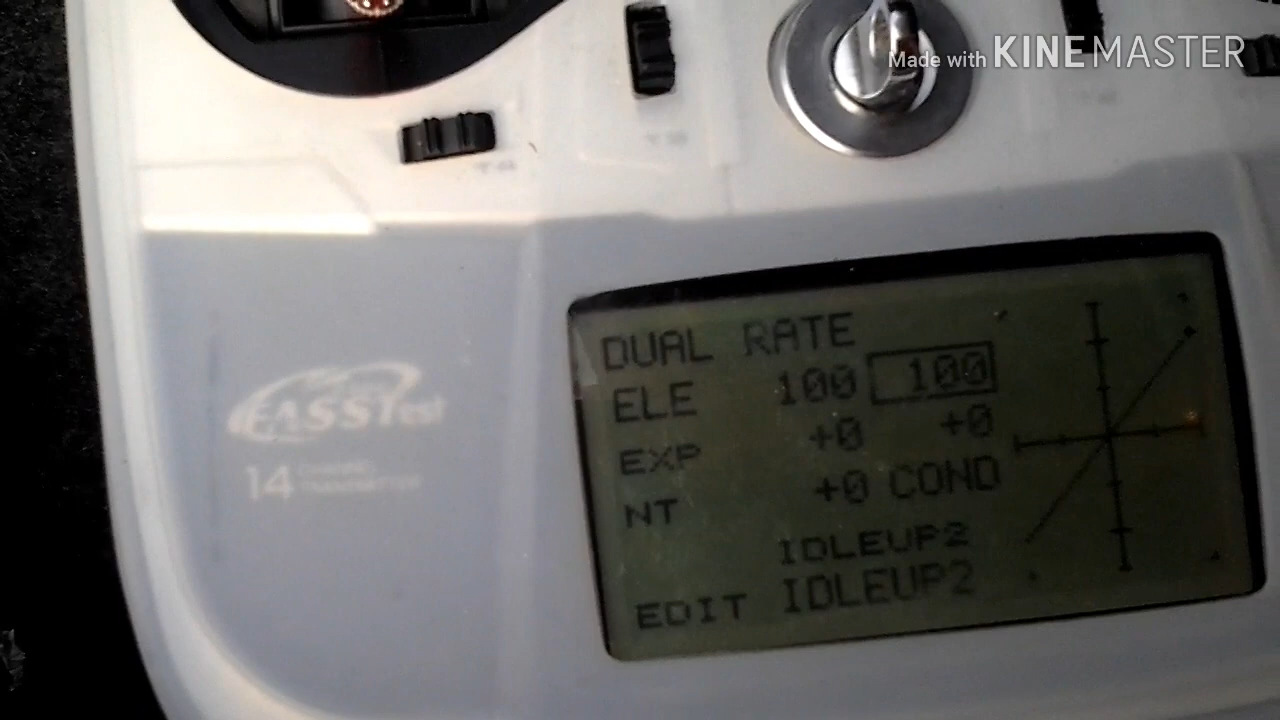 Made with KINEMASTER
FASSTest
14 CHANNEL
TRANSMITTER
DUAL RATE
ELE 100 100
EXP +0 +0
NT +0 COND
IDLEUP2
EDIT IDLEUP2